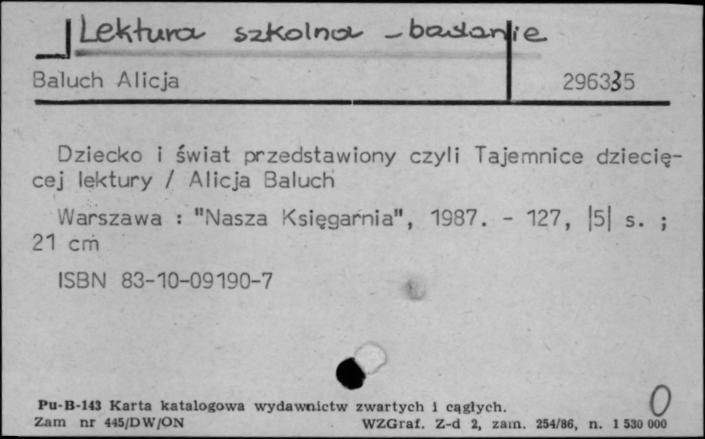 Lektura szkolna - badanie
Baluch Alicja 296335
Dziecko i świat przedstawiony czyli Tajemnice dziecię-
cej lektury / Alicja Baluch
Warszawa : "Nasza Księgarnia", 1987. - 127, |5| s. ;
21 cm
ISBN 83-10-09190-7
O
Pu-B-143 Karta katalogowa wydawnictw zwartych i ciągłych.
Zam nr 445/DW/ON WZGraf. Z-d 2, zam. 254/86, n. 1 530 000